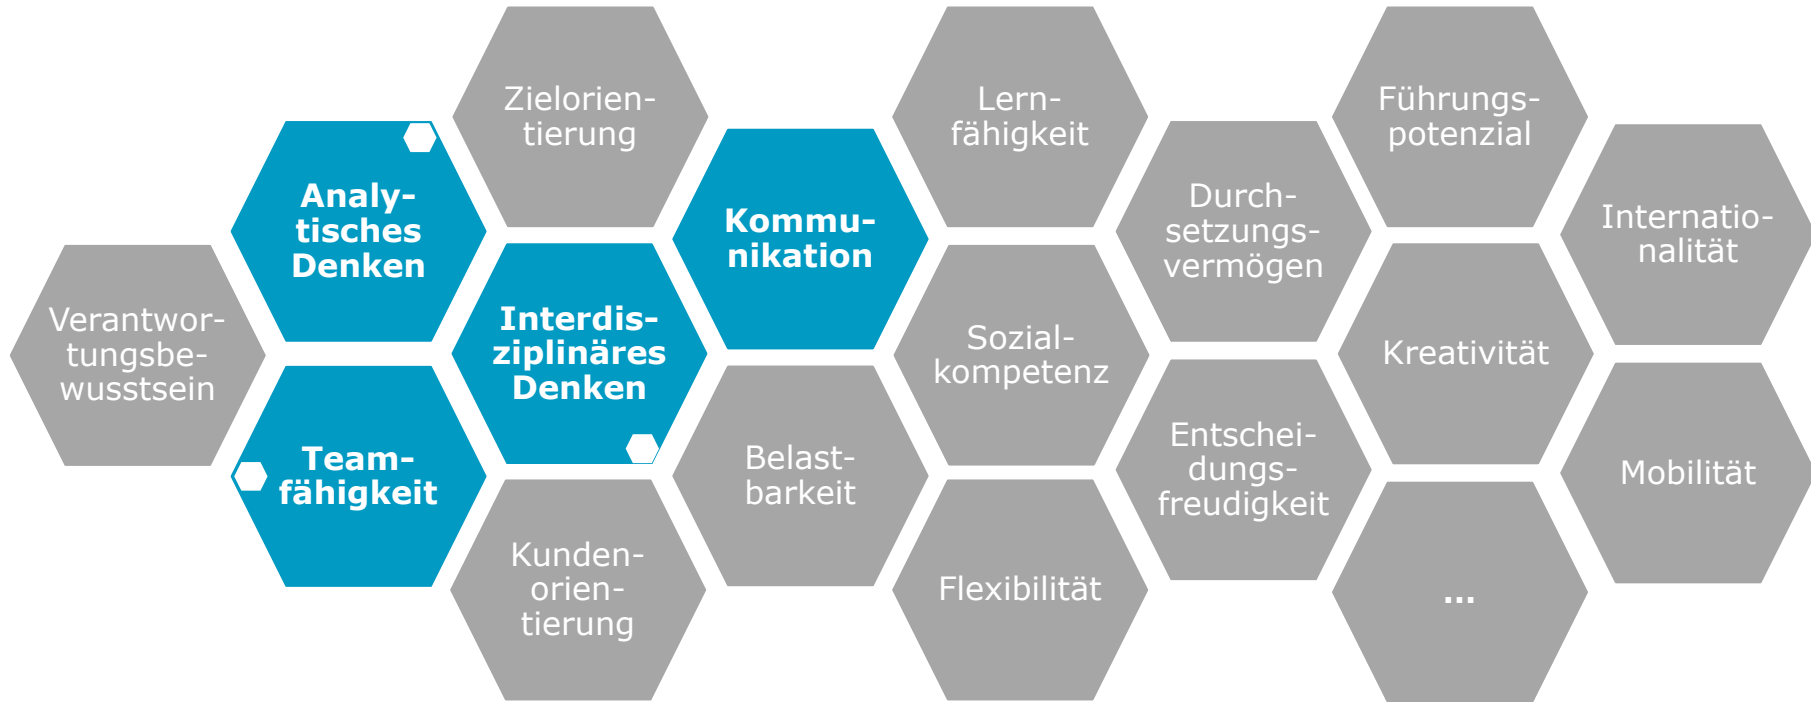 Verantwor-
tungsbe-
wusstsein
Analy-
tisches
Denken
Team-
fähigkeit
Zielorien-
tierung
Interdis-
ziplinäres
Denken
Kunden-
orien-
tierung
Kommu-
nikation
Belast-
barkeit
Lern-
fähigkeit
Sozial-
kompetenz
Flexibilität
Durch-
setzungs-
vermögen
Entschei-
dungs-
freudigkeit
Führungs-
potenzial
Kreativität
...
Internatio-
nalität
Mobilität